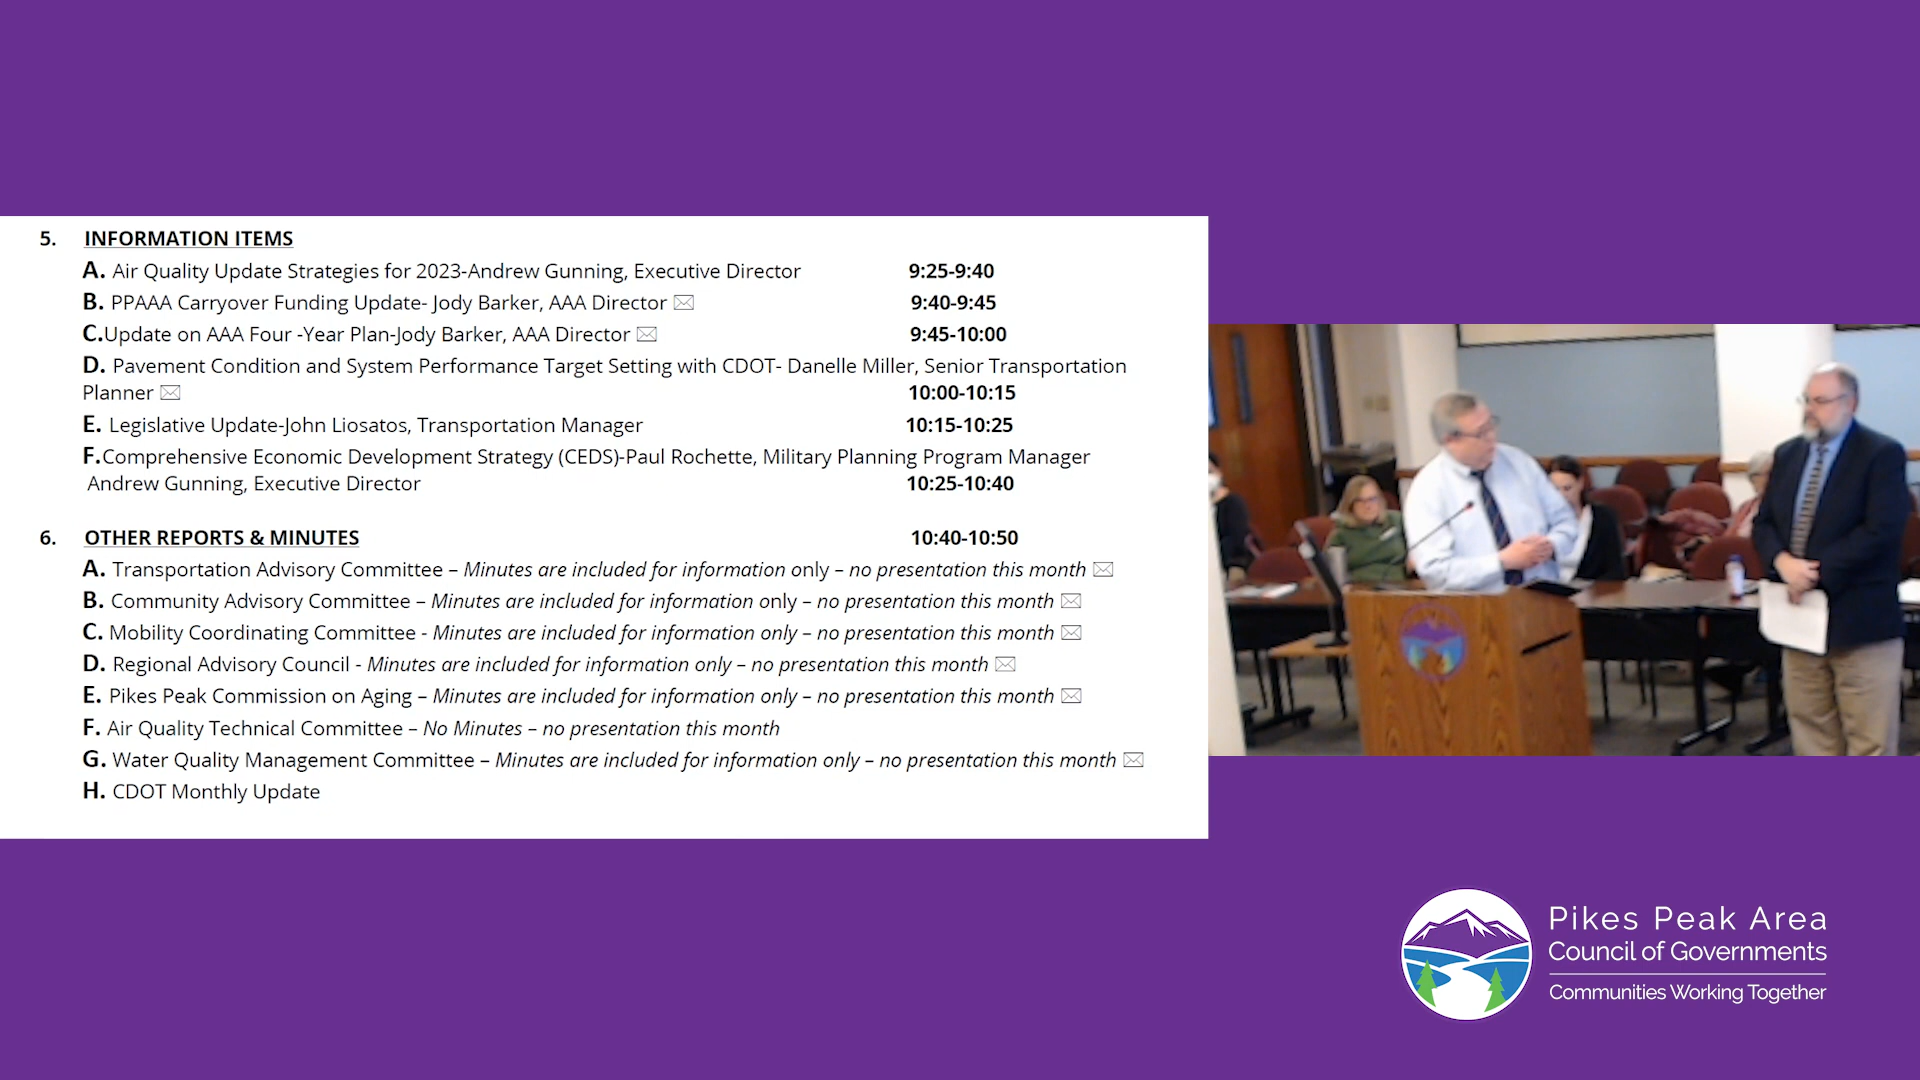 5. INFORMATION ITEMS
A. Air Quality Update Strategies for 2023-Andrew Gunning, Executive Director 9:25-9:40
B. PPAAA Carryover Funding Update- Jody Barker, AAA Director 9:40-9:45
C.Update on AAA Four -Year Plan-Jody Barker, AAA Director 9:45-10:00
D. Pavement Condition and System Performance Target Setting with CDOT- Danelle Miller, Senior Transportation
Planner 10:00-10:15
E. Legislative Update-John Liosatos, Transportation Manager 10:15-10:25
F.Comprehensive Economic Development Strategy (CEDS)-Paul Rochette, Military Planning Program Manager
Andrew Gunning, Executive Director 10:25-10:40
6. OTHER REPORTS & MINUTES 10:40-10:50
A. Transportation Advisory Committee – Minutes are included for information only – no presentation this month
B. Community Advisory Committee – Minutes are included for information only – no presentation this month
C. Mobility Coordinating Committee - Minutes are included for information only – no presentation this month
D. Regional Advisory Council - Minutes are included for information only – no presentation this month
E. Pikes Peak Commission on Aging – Minutes are included for information only – no presentation this month
F. Air Quality Technical Committee – No Minutes – no presentation this month
G. Water Quality Management Committee – Minutes are included for information only – no presentation this month
H. CDOT Monthly Update
Pikes Peak Area
Council of Governments
Communities Working Together